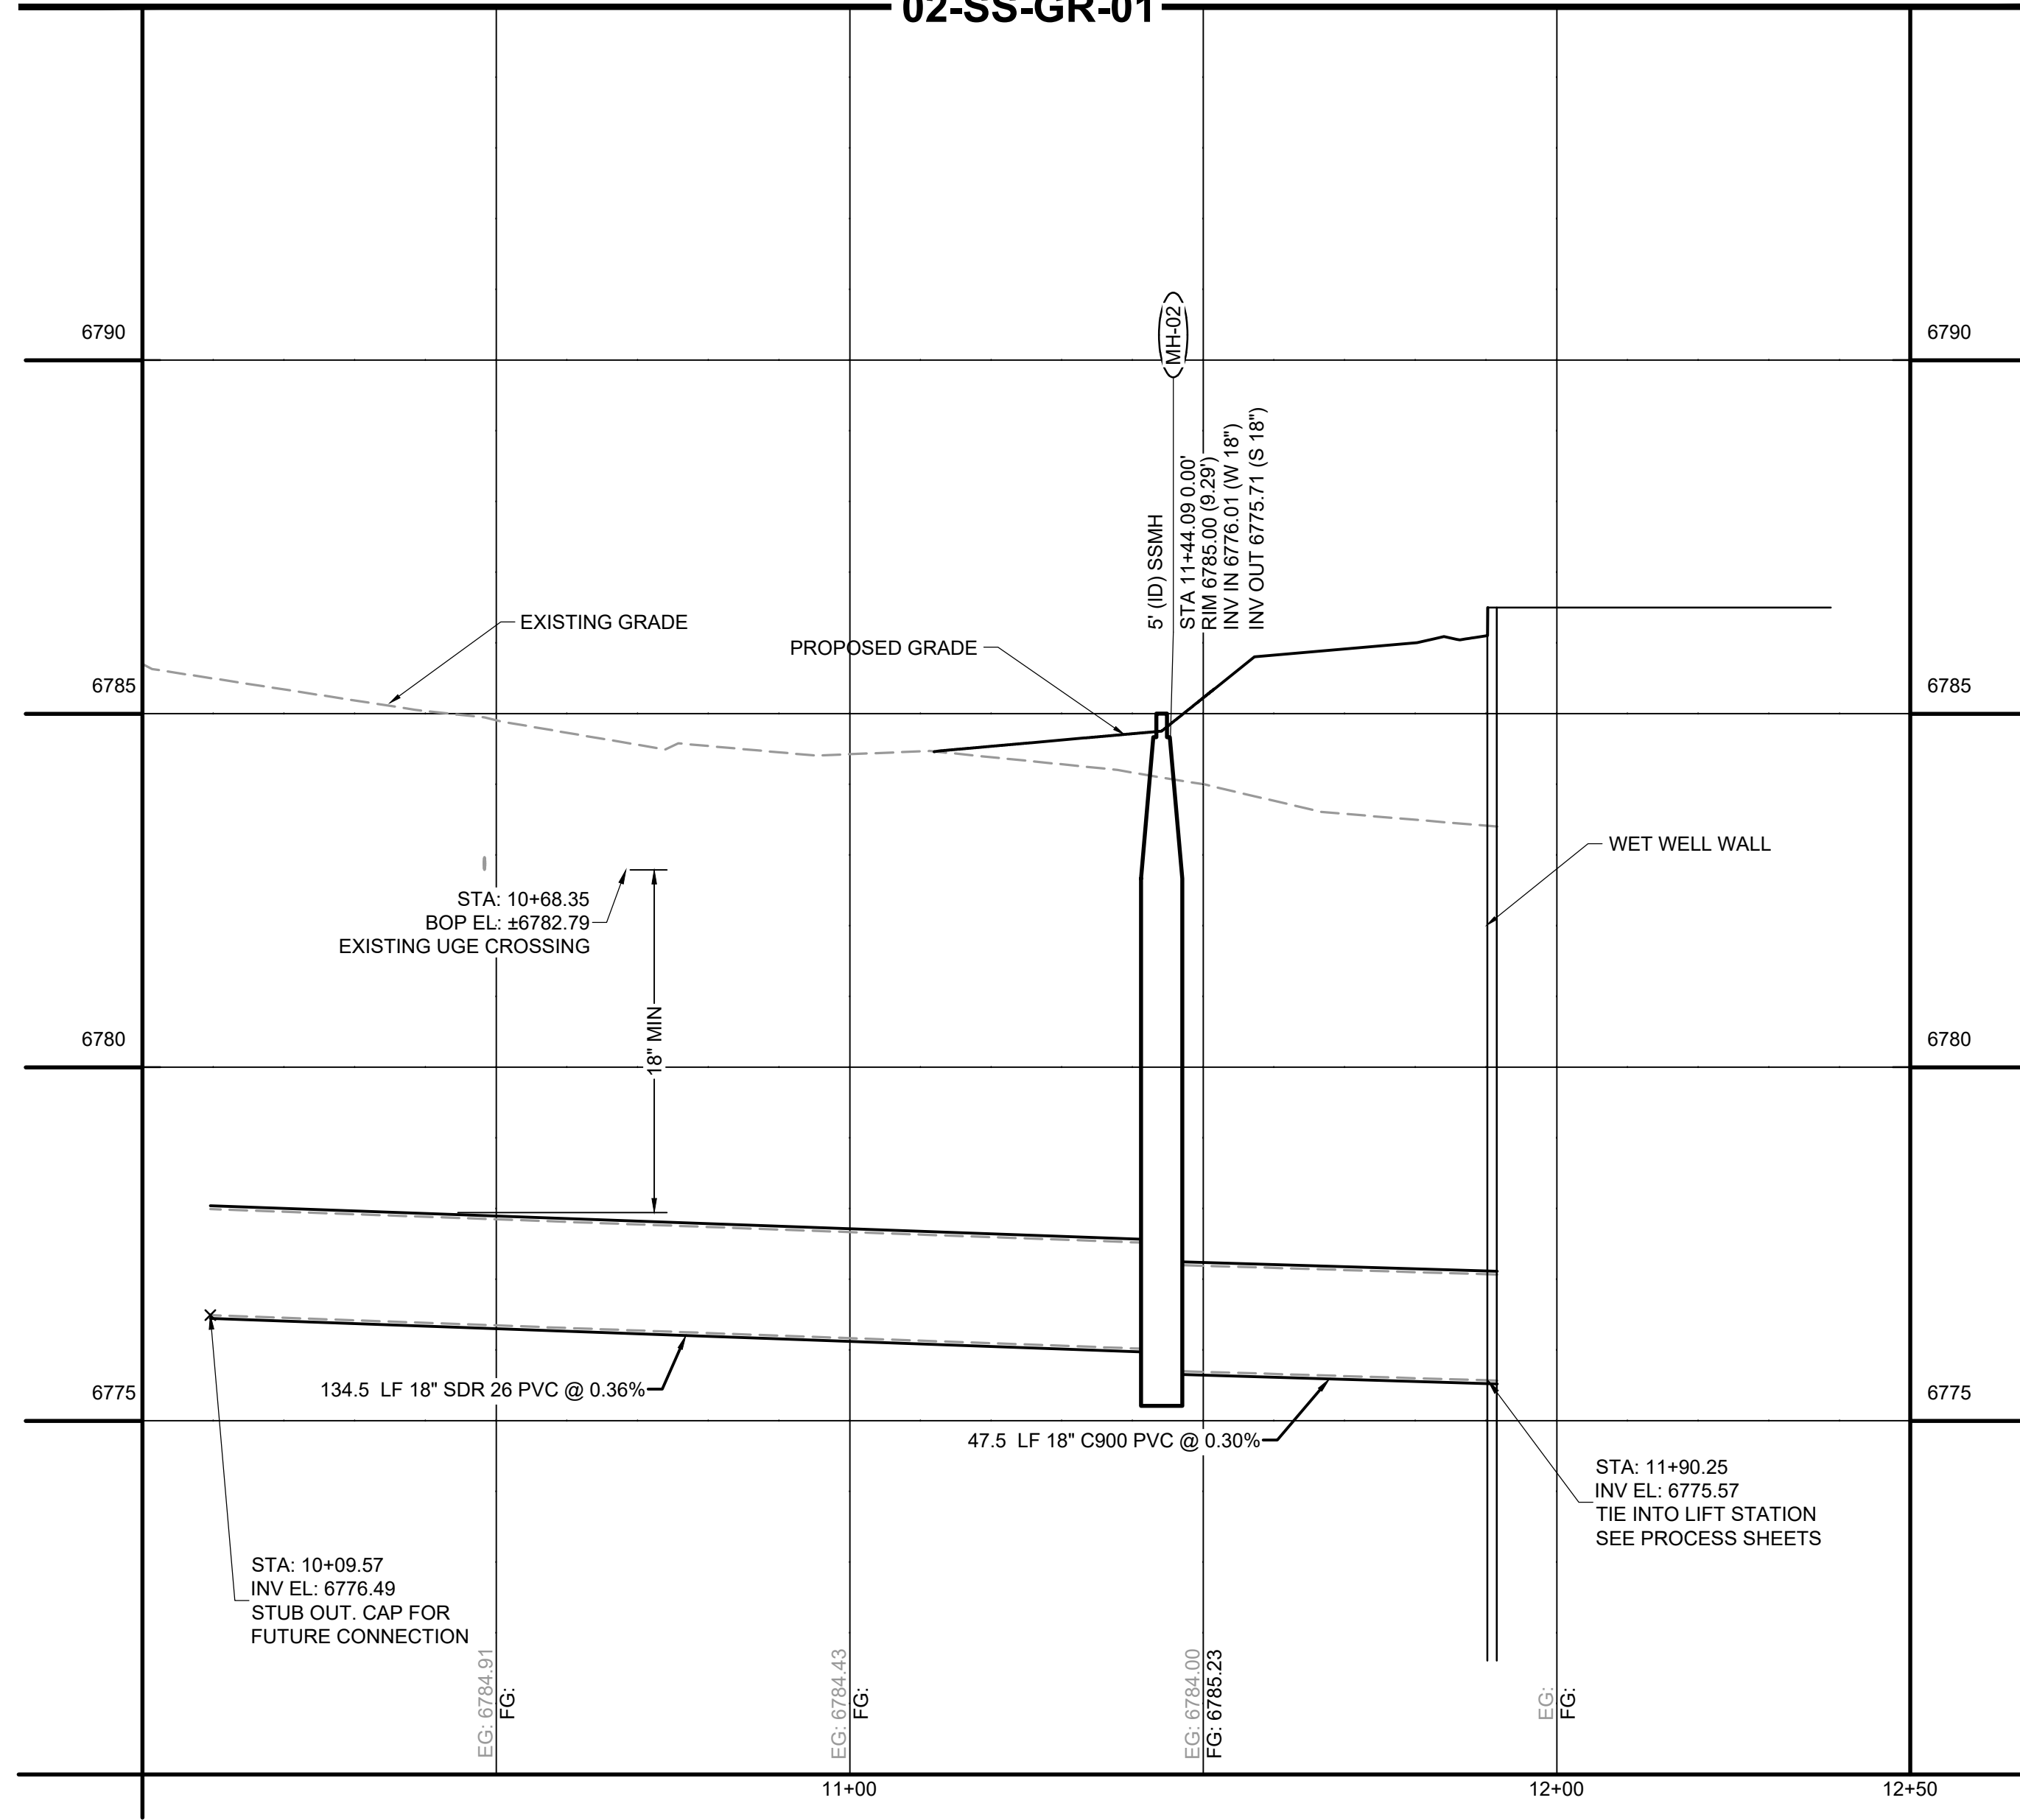 02-SS-GR-01
6790
6790
MH-02
5' (ID) SSMH
STA 11+44.09 0.00'
RIM 6785.00 (9.29')
INV IN 6776.01 (W 18")
INV OUT 6775.71 (S 18")
EXISTING GRADE
PROPOSED GRADE
6785
6785
WET WELL WALL
STA: 10+68.35
BOP EL: ±6782.79
EXISTING UGE CROSSING
18" MIN
6780
6780
134.5 LF 18" SDR 26 PVC @ 0.36%
6775
6775
47.5 LF 18" C900 PVC @ 0.30%
STA: 11+90.25
INV EL: 6775.57
TIE INTO LIFT STATION
SEE PROCESS SHEETS
STA: 10+09.57
INV EL: 6776.49
STUB OUT. CAP FOR
FUTURE CONNECTION
EG: 6784.91
FG:
EG: 6784.43
FG:
EG: 6784.00
FG: 6785.23
EG:
FG:
11+00
12+00
12+50